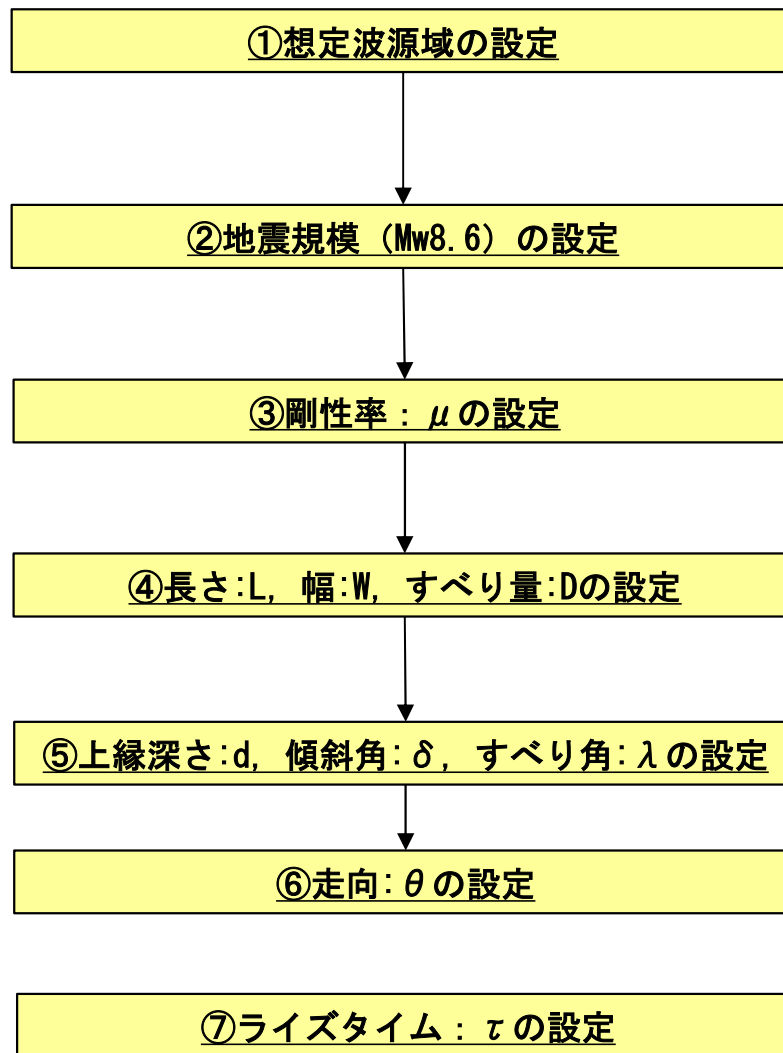 ①想定波源域の設定
②地震規模（Mw8.6）の設定
③剛性率：μの設定
④長さ:L, 幅:W, すべり量:Dの設定
⑤上縁深さ:d, 傾斜角:δ, すべり角:λの設定
⑥走向:θの設定
⑦ライズタイム：τの設定